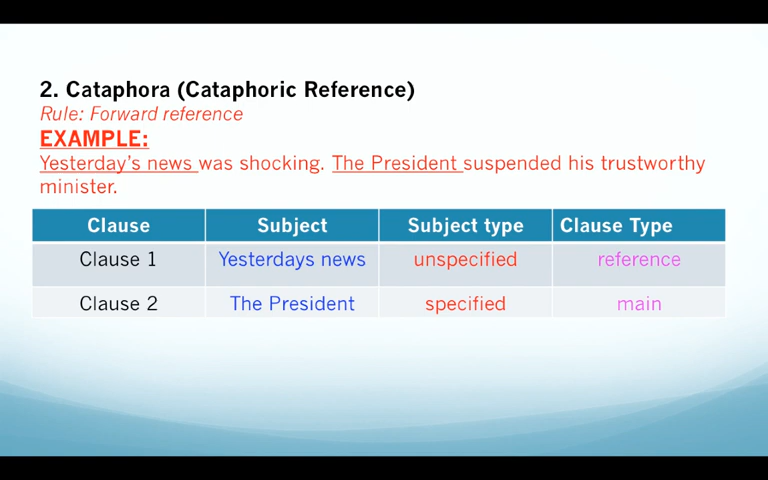 2. Cataphora (Cataphoric Reference)
Rule: Forward reference
EXAMPLE:
Yesterday's news was shocking. The President suspended his trustworthy
minister.
Clause Subject Subject type Clause Type
Clause 1 Yesterdays news unspecified reference
Clause 2 The President specified main